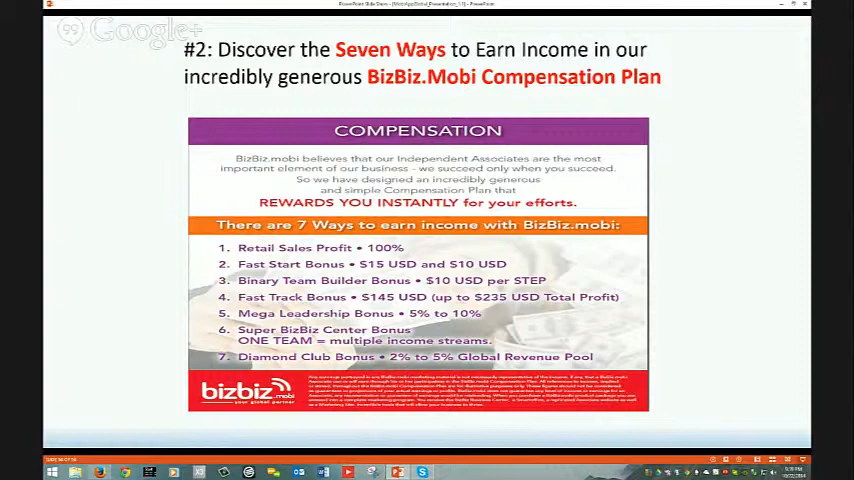 PowerPoint Slide Show - [MobiAppGlobal_Presentation_1.1] - PowerPoint
Google+
#2: Discover the Seven Ways to Earn Income in our
incredibly generous BizBiz.Mobi Compensation Plan
COMPENSATION
BizBiz.mobi believes that our Independent Associates are the most
important element of our business - we succeed only when you succeed.
So we have designed an incredibly generous
and simple Compensation Plan that
REWARDS YOU INSTANTLY for your efforts.
There are 7 Ways to earn income with BizBiz.mobi:
1. Retail Sales Profit • 100%
2. Fast Start Bonus • $15 USD and $10 USD
3. Binary Team Builder Bonus • $10 USD per STEP
4. Fast Track Bonus • $145 USD (up to $235 USD Total Profit)
5. Mega Leadership Bonus • 5% to 10%
6. Super BizBiz Center Bonus
ONE TEAM = multiple income streams.
7. Diamond Club Bonus • 2% to 5% Global Revenue Pool
bizbiz
.mobi
your global partner